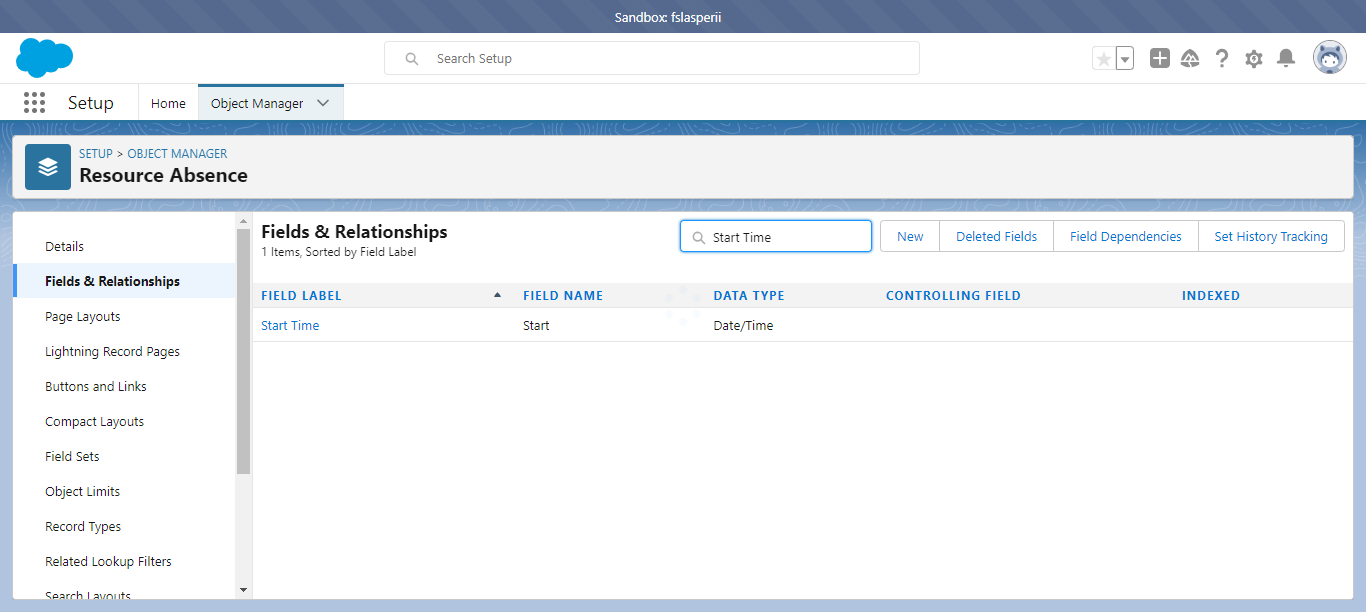 Sandbox: fslasperii
Search Setup
Setup
Home
Object Manager
SETUP > OBJECT MANAGER
Resource Absence
Details
Fields & Relationships
Page Layouts
Lightning Record Pages
Buttons and Links
Compact Layouts
Field Sets
Object Limits
Record Types
Related Lookup Filters
Search Layouts
Fields & Relationships
1 Items, Sorted by Field Label
Start Time
New
Deleted Fields
Field Dependencies
Set History Tracking
FIELD LABEL FIELD NAME DATA TYPE CONTROLLING FIELD INDEXED
Start Time Start Date/Time